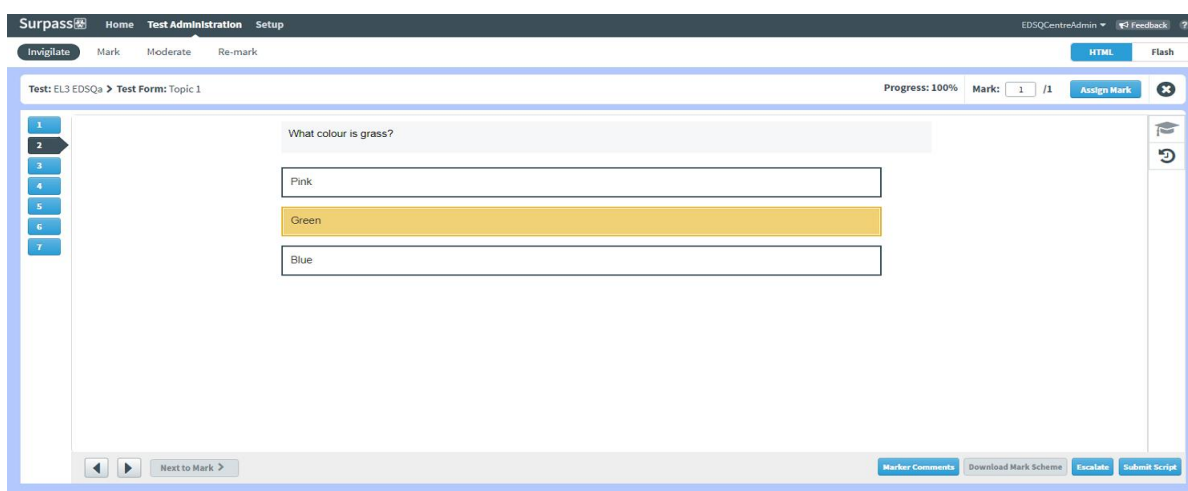 Surpass Home Test Administration Setup EDSQCentreAdmin Feedback ?
Invigilate Mark Moderate Re-mark HTML Flash
Test: EL3 EDSQa > Test Form: Topic 1 Progress: 100% Mark: 1 /1 Assign Mark
1
2
3
4
5
6
7
What colour is grass?
Pink
Green
Blue
Next to Mark > Marker Comments Download Mark Scheme Escalate Submit Script